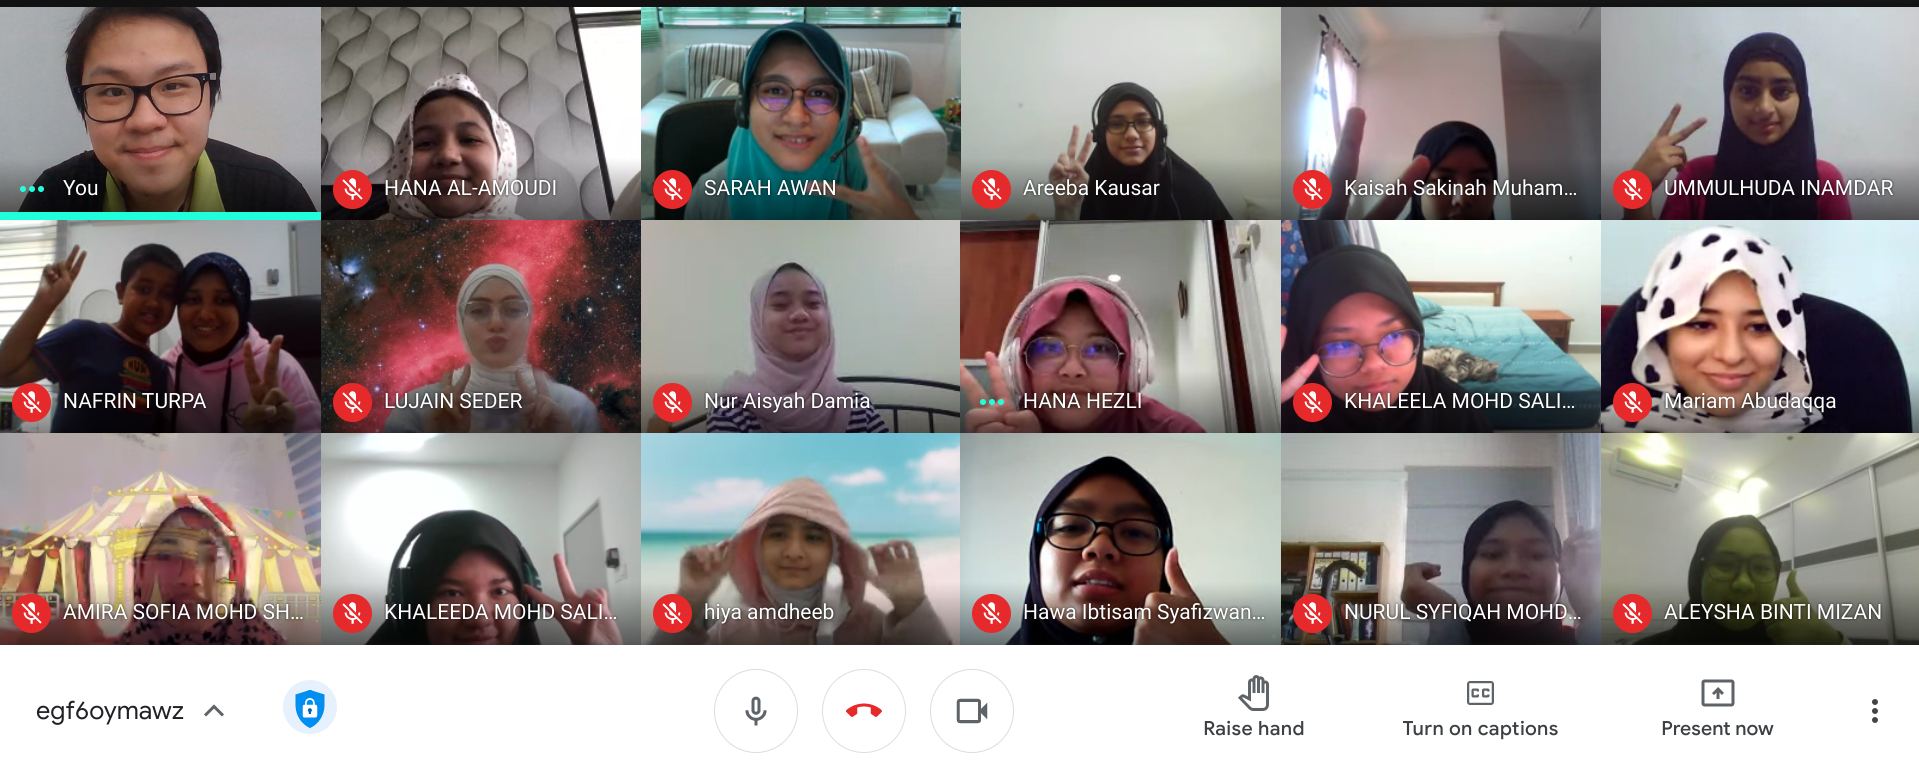 You
HANA AL-AMOUDI
SARAH AWAN
Areeba Kausar
Kaisah Sakinah Muham...
UMMULHUDA INAMDAR
NAFRIN TURPA
LUJAIN SEDER
Nur Aisyah Damia
HANA HEZLI
KHALEELA MOHD SALI...
Mariam Abudaqqa
AMIRA SOFIA MOHD SH...
KHALEEDA MOHD SALI...
hiya amdheeb
Hawa Ibtisam Syafizwan...
NURUL SYFIQAH MOHD...
ALEYSHA BINTI MIZAN
egf6oymawz
CC
Raise hand
Turn on captions
Present now